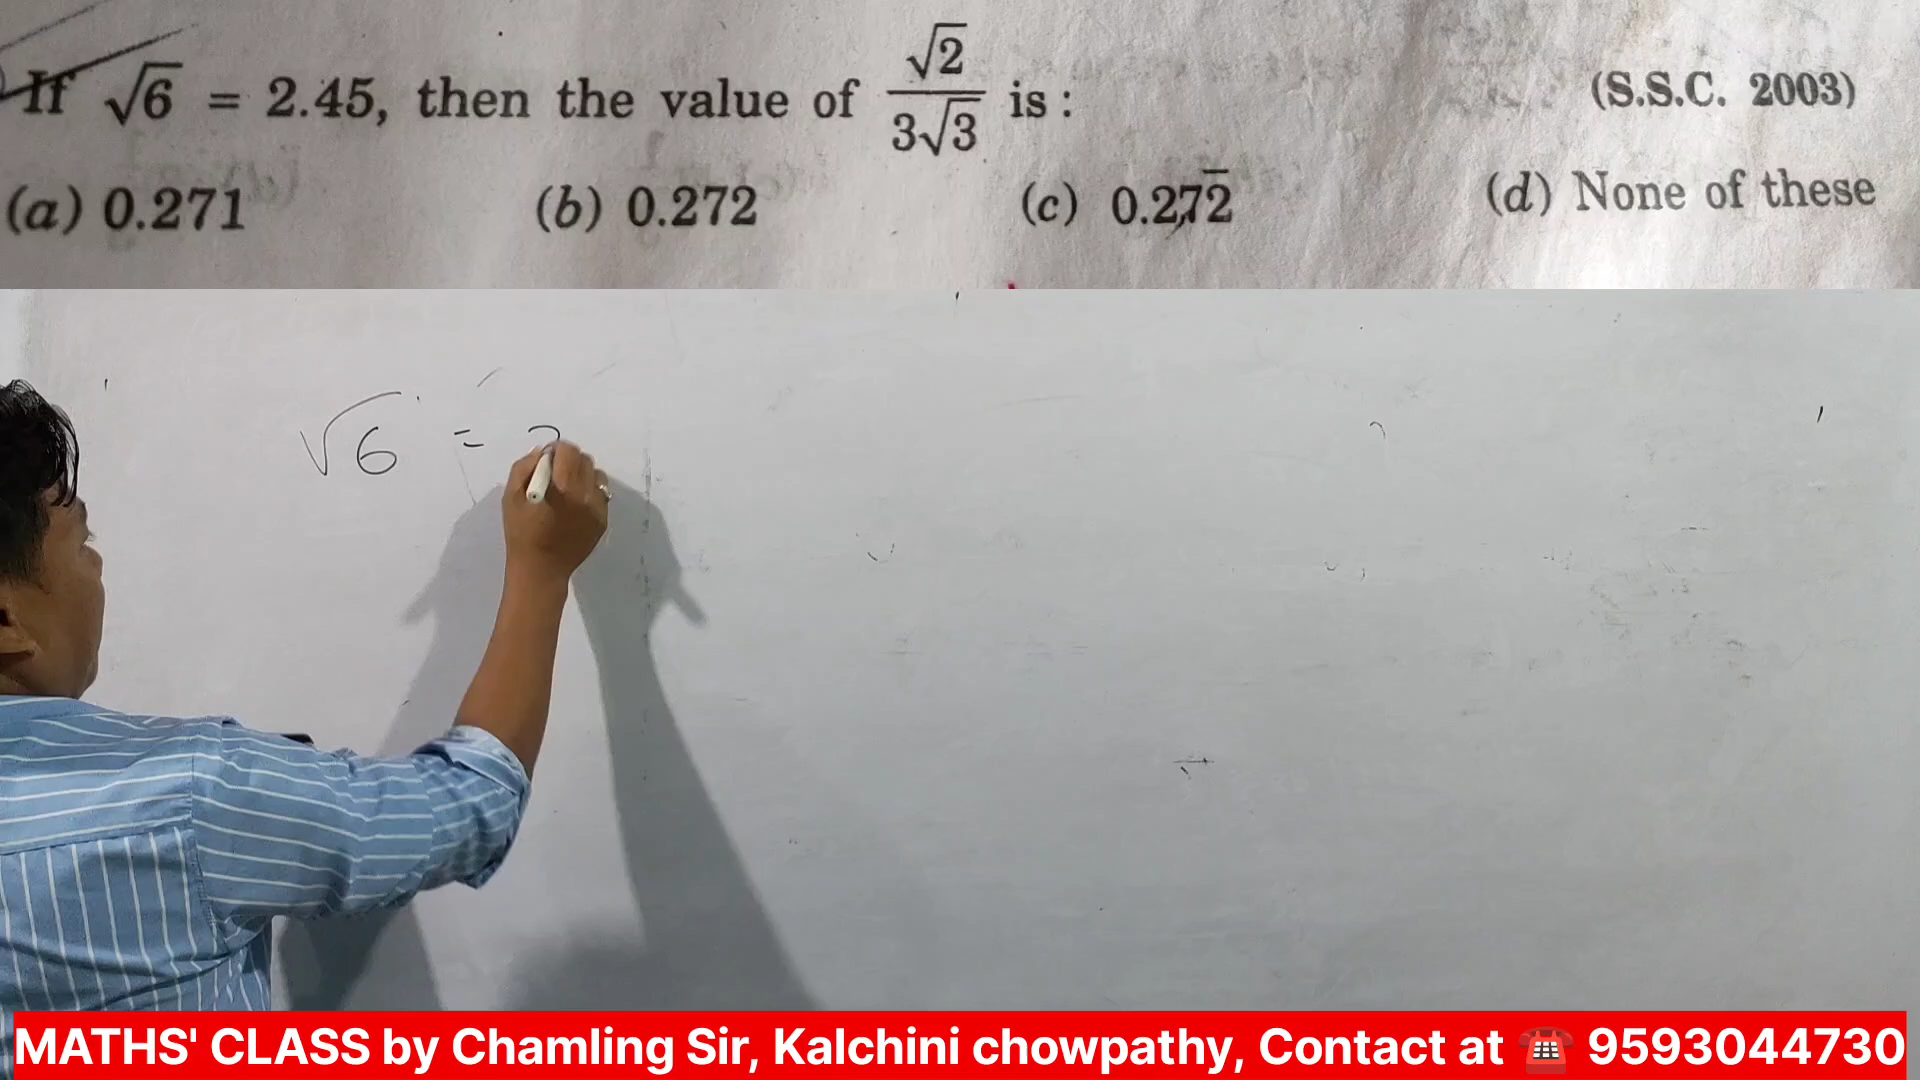 If √6 = 2.45, then the value of √2/3√3 is : (S.S.C. 2003)
(a) 0.271 (b) 0.272 (c) 0.272̅ (d) None of these
√6 = 2
MATHS' CLASS by Chamling Sir, Kalchini chowpathy, Contact at ☎ 9593044730